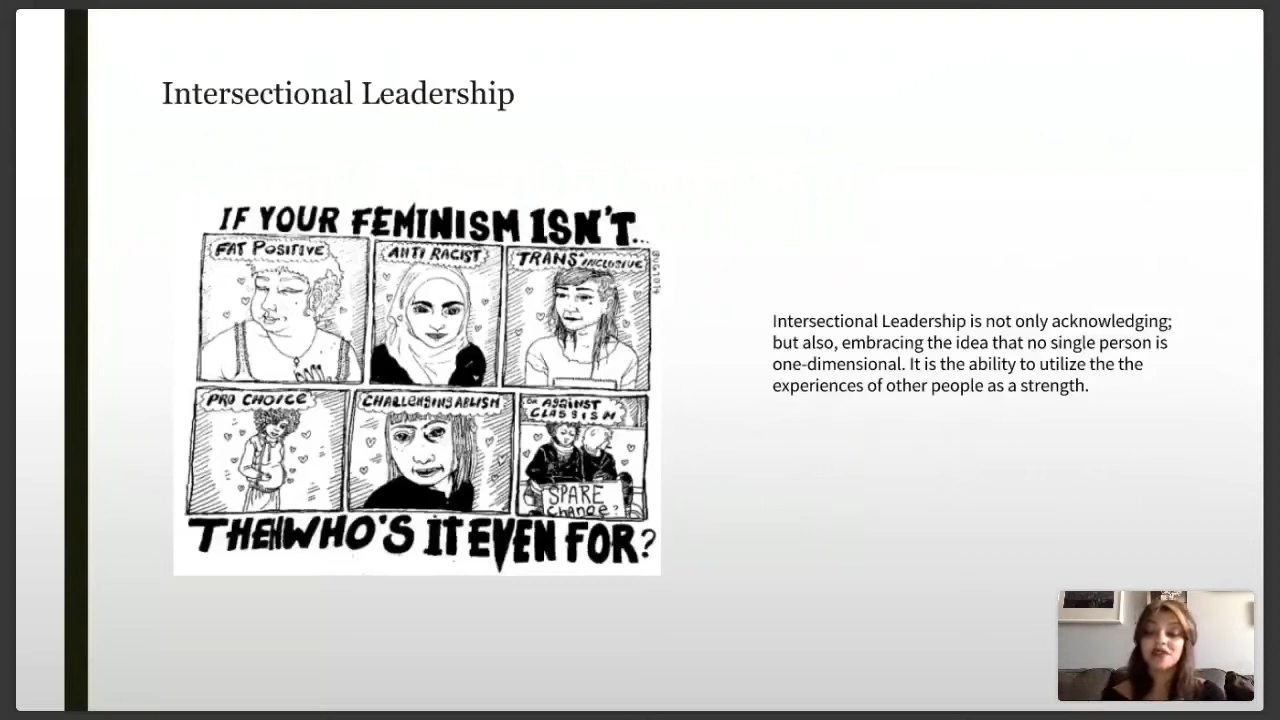 Intersectional Leadership
IF YOUR FEMINISM ISN'T...
FAT POSITIVE
ANTI RACIST
TRANS* INCLUSIVE
PRO CHOICE
CHALLENGING ABLISM
AGAINST
CLASSISM
SPARE
CHANGE?
THEN WHO'S IT EVEN FOR?
Intersectional Leadership is not only acknowledging;
but also, embracing the idea that no single person is
one-dimensional. It is the ability to utilize the the
experiences of other people as a strength.